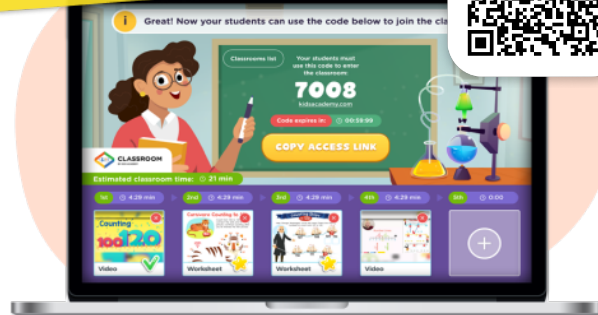 Great! Now your students can use the code below to join the cla
Classrooms list
Your students must
use this code to enter
the classroom
7008
kidsacademy.com
Code expires in:
00:59:99
COPY ACCESS LINK
CLASSROOM
Estimated classroom time: 21 min
1st 4:29 min
2nd 4:29 min
3rd 4:29 min
4th 4:29 min
5th 0:00
Counting
100 120
Video
Worksheet
Worksheet
Video